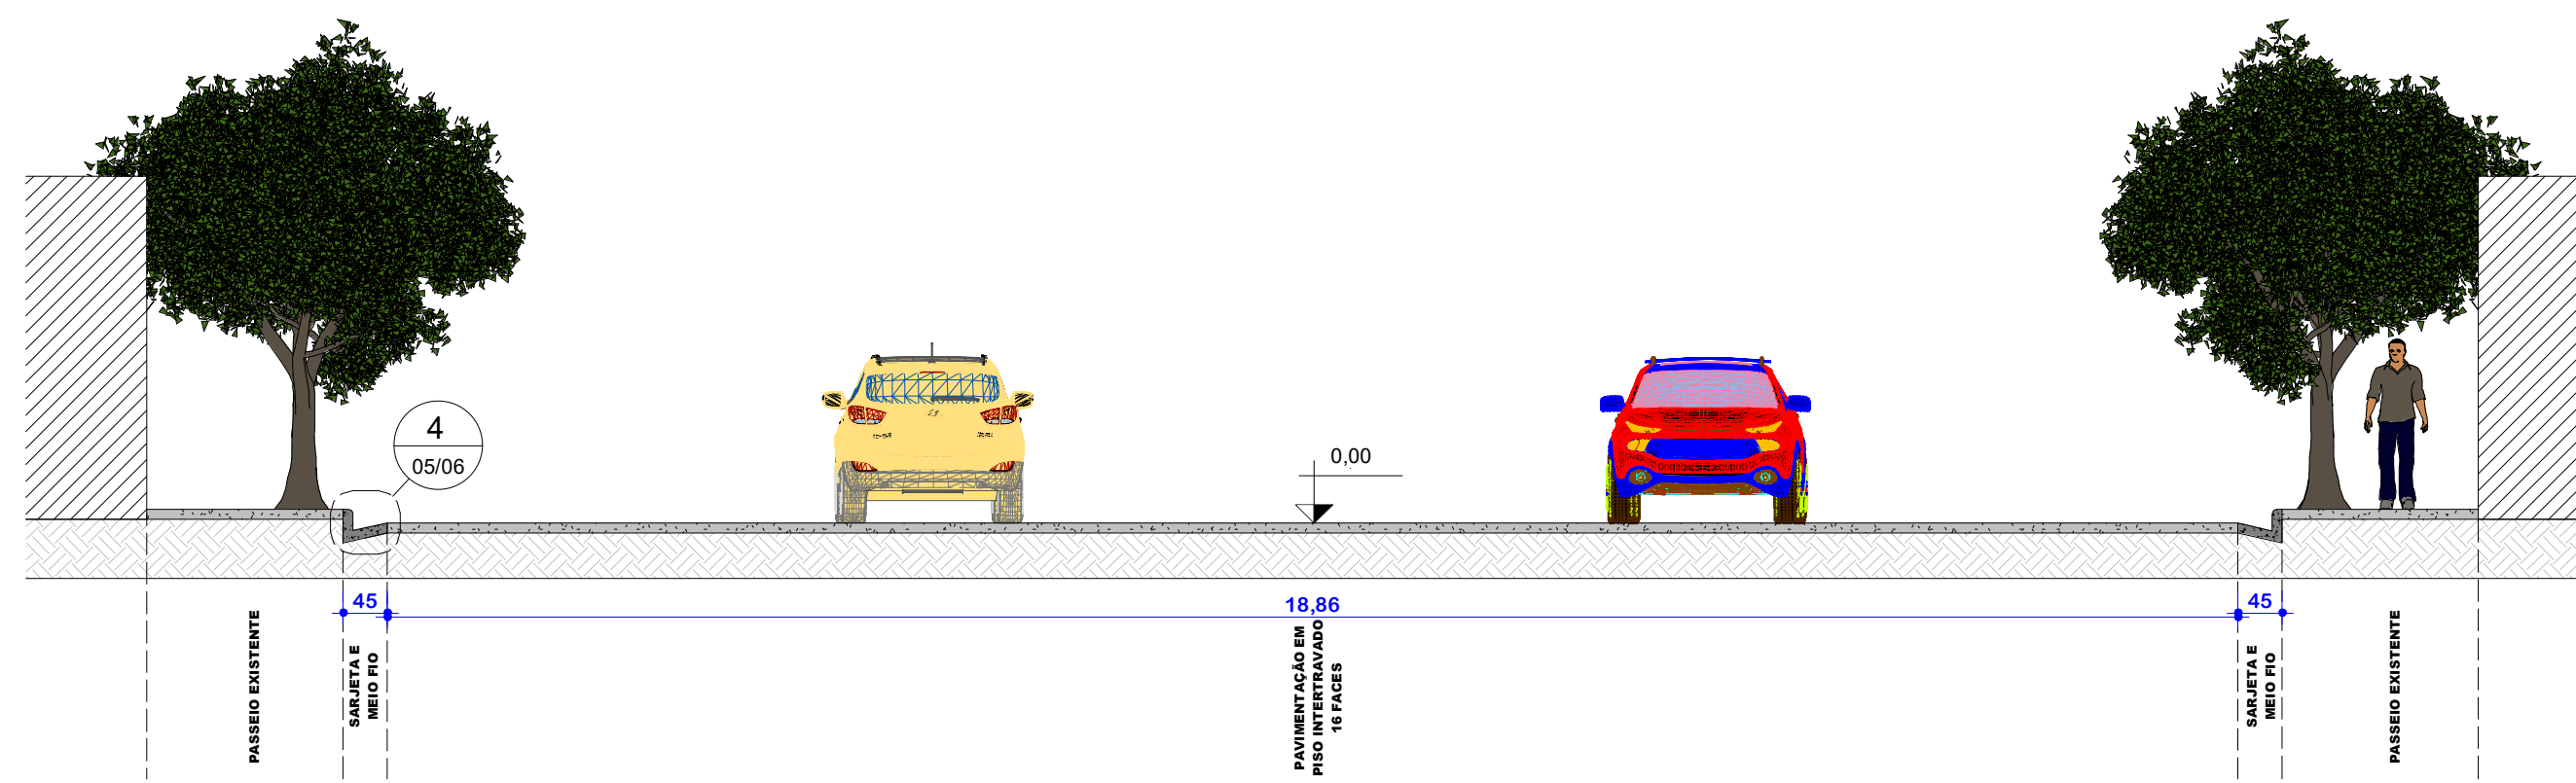 4
05/06
0,00
45
18,86
45
PASSEIO EXISTENTE
SARJETA E
MEIO FIO
PAVIMENTAÇÃO EM
PISO INTERTRAVADO
16 FACES
SARJETA E
MEIO FIO
PASSEIO EXISTENTE